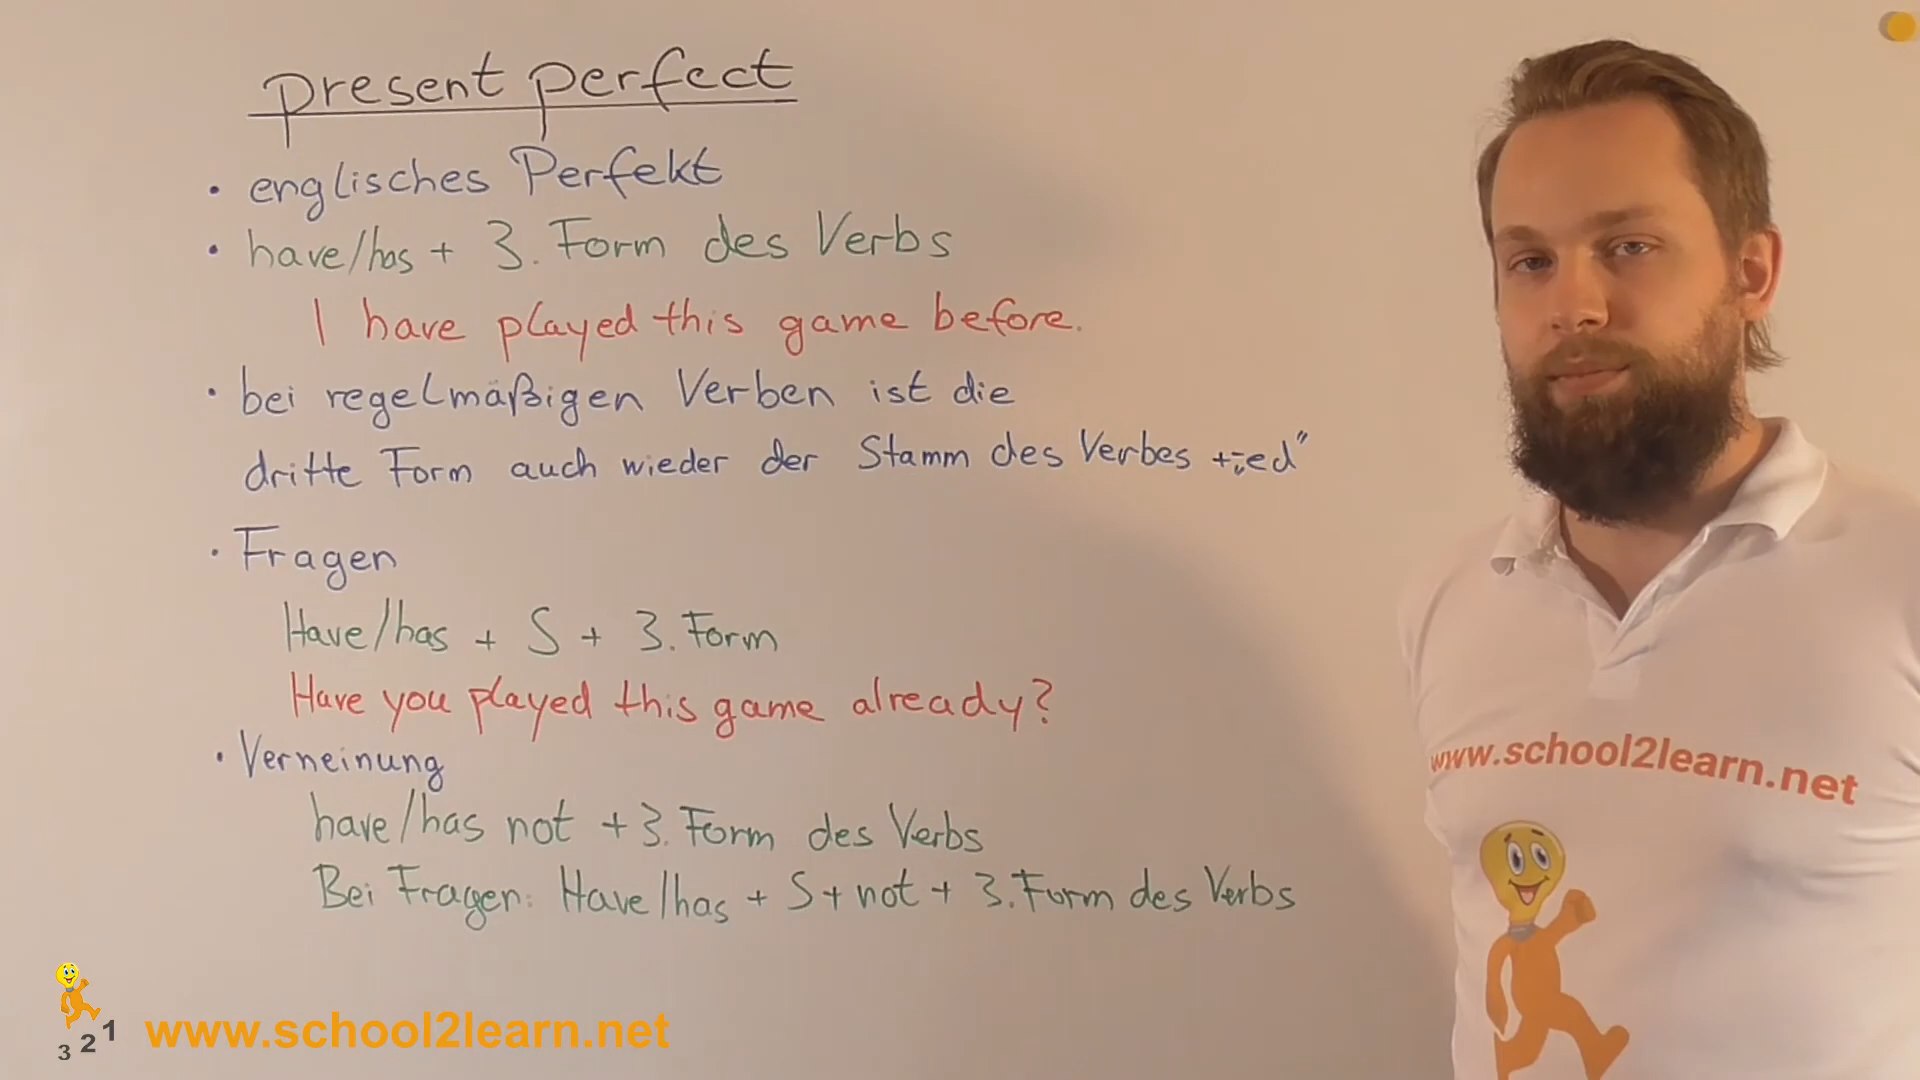 present perfect
• englisches Perfekt
• have/has + 3. Form des Verbs
I have played this game before.
• bei regelmäßigen Verben ist die
dritte Form auch wieder der Stamm des Verbes + „-ed”
• Fragen
Have/has + S + 3. Form
Have you played this game already?
• Verneinung
have/has not + 3. Form des Verbs
Bei Fragen: Have/has + S + not + 3. Form des Verbs
www.school2learn.net
3 2 1 www.school2learn.net